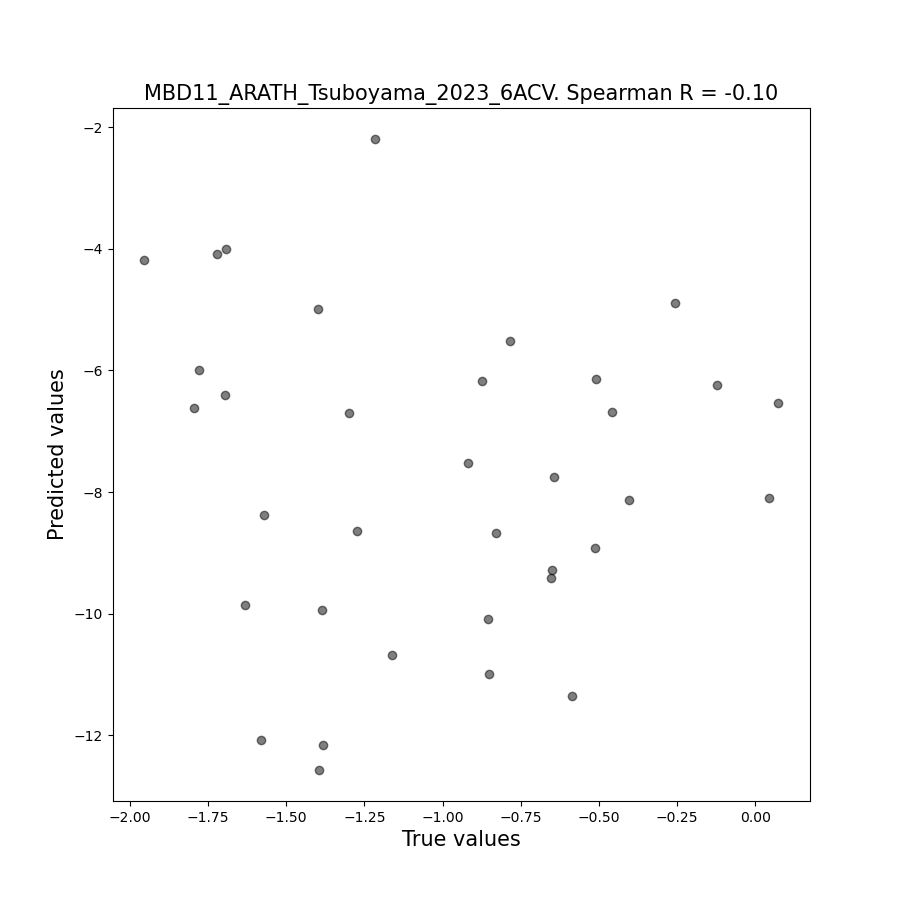 MBD11_ARATH_Tsuboyama_2023_6ACV. Spearman R = -0.10
−2
−4
−6
−8
−10
−12
Predicted values
−2.00 −1.75 −1.50 −1.25 −1.00 −0.75 −0.50 −0.25 0.00
True values